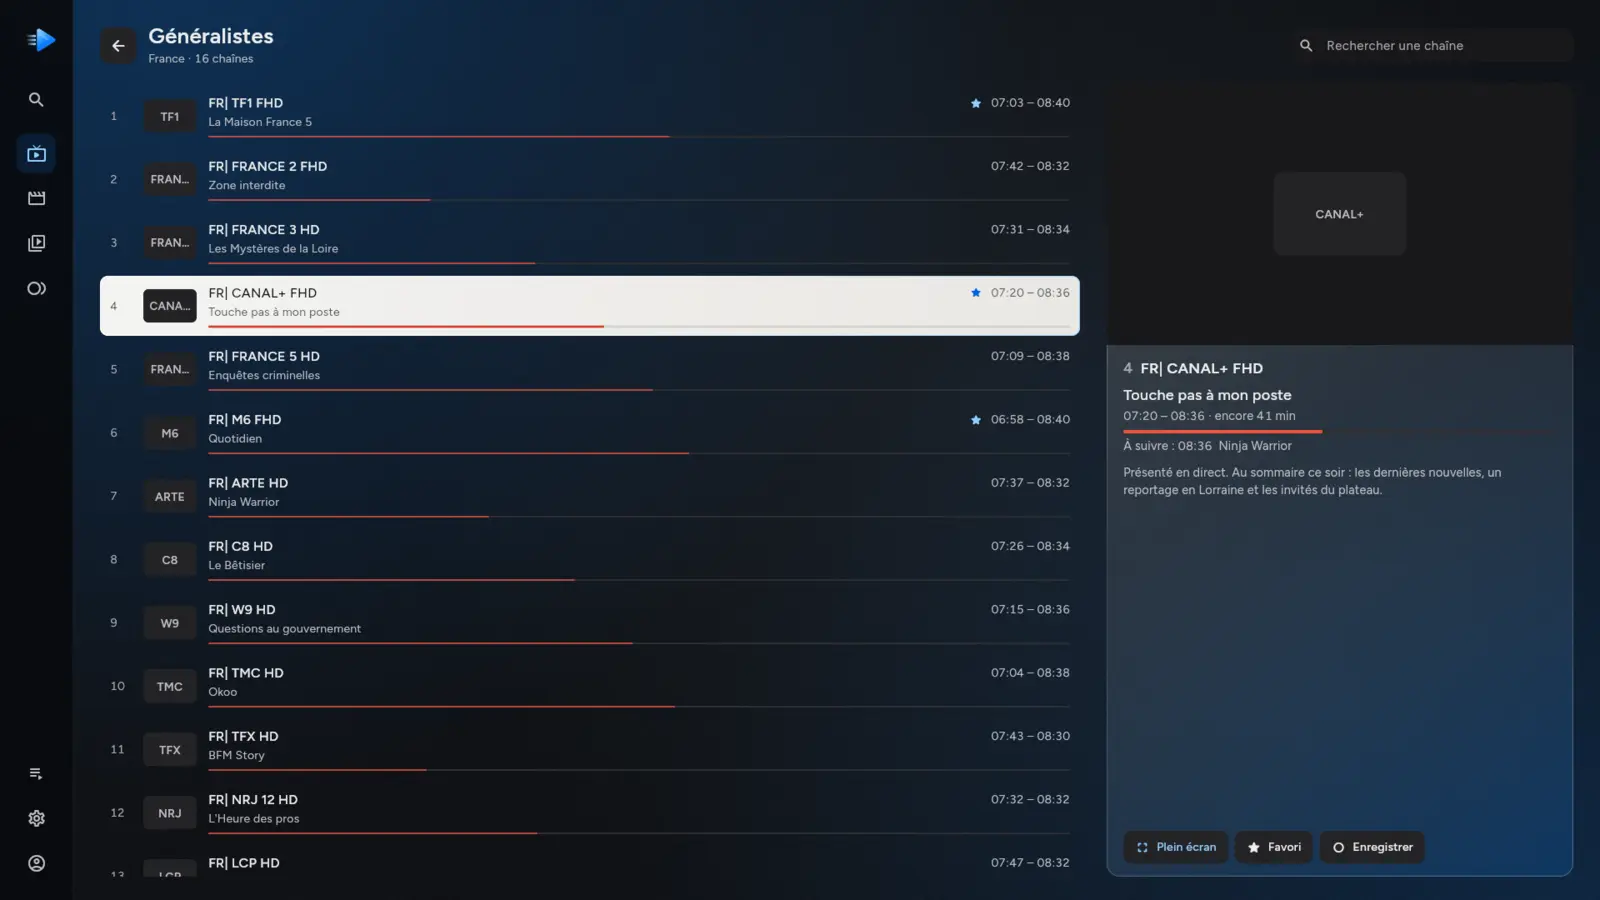 Généralistes
France · 16 chaînes
Rechercher une chaîne
1 TF1 FR| TF1 FHD 07:03 – 08:40
La Maison France 5
2 FRAN... FR| FRANCE 2 FHD 07:42 – 08:32
Zone interdite
3 FRAN... FR| FRANCE 3 HD 07:31 – 08:34
Les Mystères de la Loire
4 CANA... FR| CANAL+ FHD 07:20 – 08:36
Touche pas à mon poste
5 FRAN... FR| FRANCE 5 HD 07:09 – 08:38
Enquêtes criminelles
6 M6 FR| M6 FHD 06:58 – 08:40
Quotidien
7 ARTE FR| ARTE HD 07:37 – 08:32
Ninja Warrior
8 C8 FR| C8 HD 07:26 – 08:34
Le Bêtisier
9 W9 FR| W9 HD 07:15 – 08:36
Questions au gouvernement
10 TMC FR| TMC HD 07:04 – 08:38
Okoo
11 TFX FR| TFX HD 07:43 – 08:30
BFM Story
12 NRJ FR| NRJ 12 HD 07:32 – 08:32
L'Heure des pros
13 LCP FR| LCP HD 07:47 – 08:32
CANAL+
4 FR| CANAL+ FHD
Touche pas à mon poste
07:20 – 08:36 · encore 41 min
À suivre : 08:36 Ninja Warrior
Présenté en direct. Au sommaire ce soir : les dernières nouvelles, un
reportage en Lorraine et les invités du plateau.
Plein écran
Favori
Enregistrer